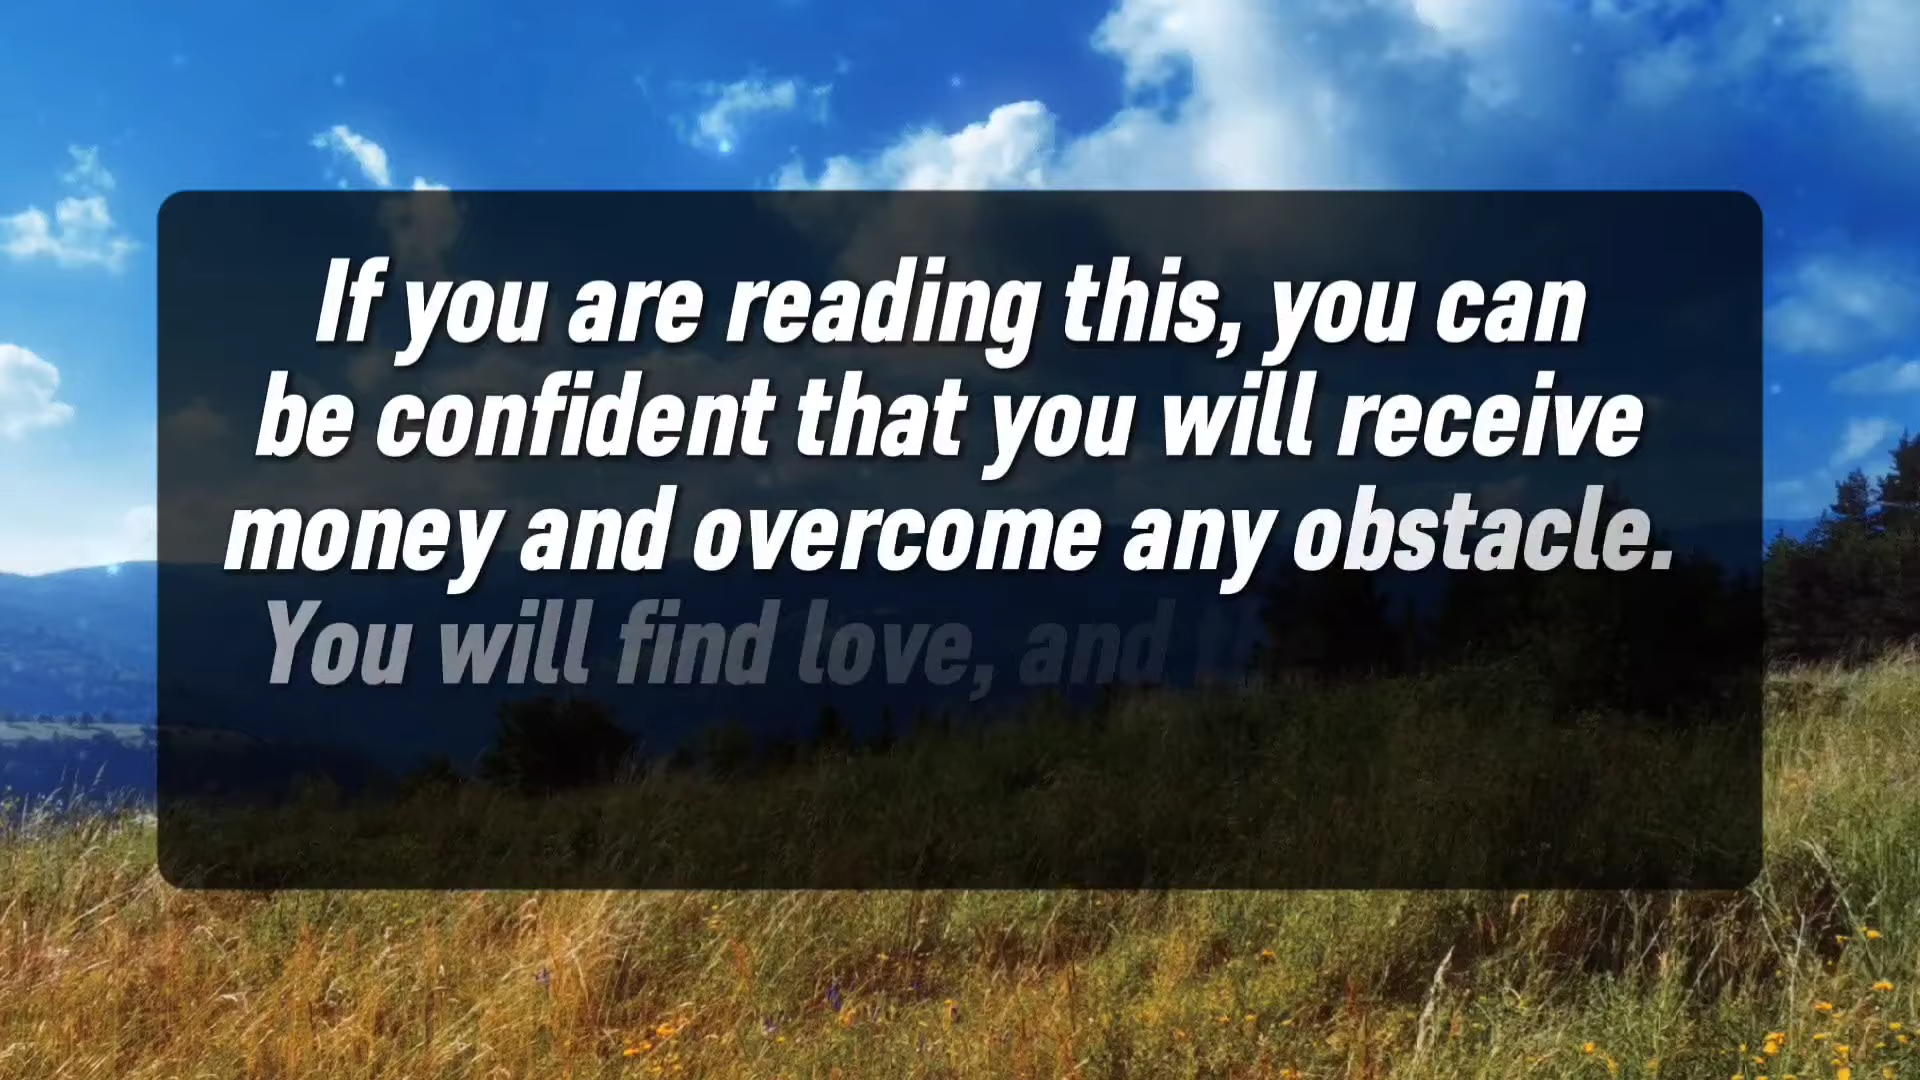 If you are reading this, you can
be confident that you will receive
money and overcome any obstacle.
You will find love, and